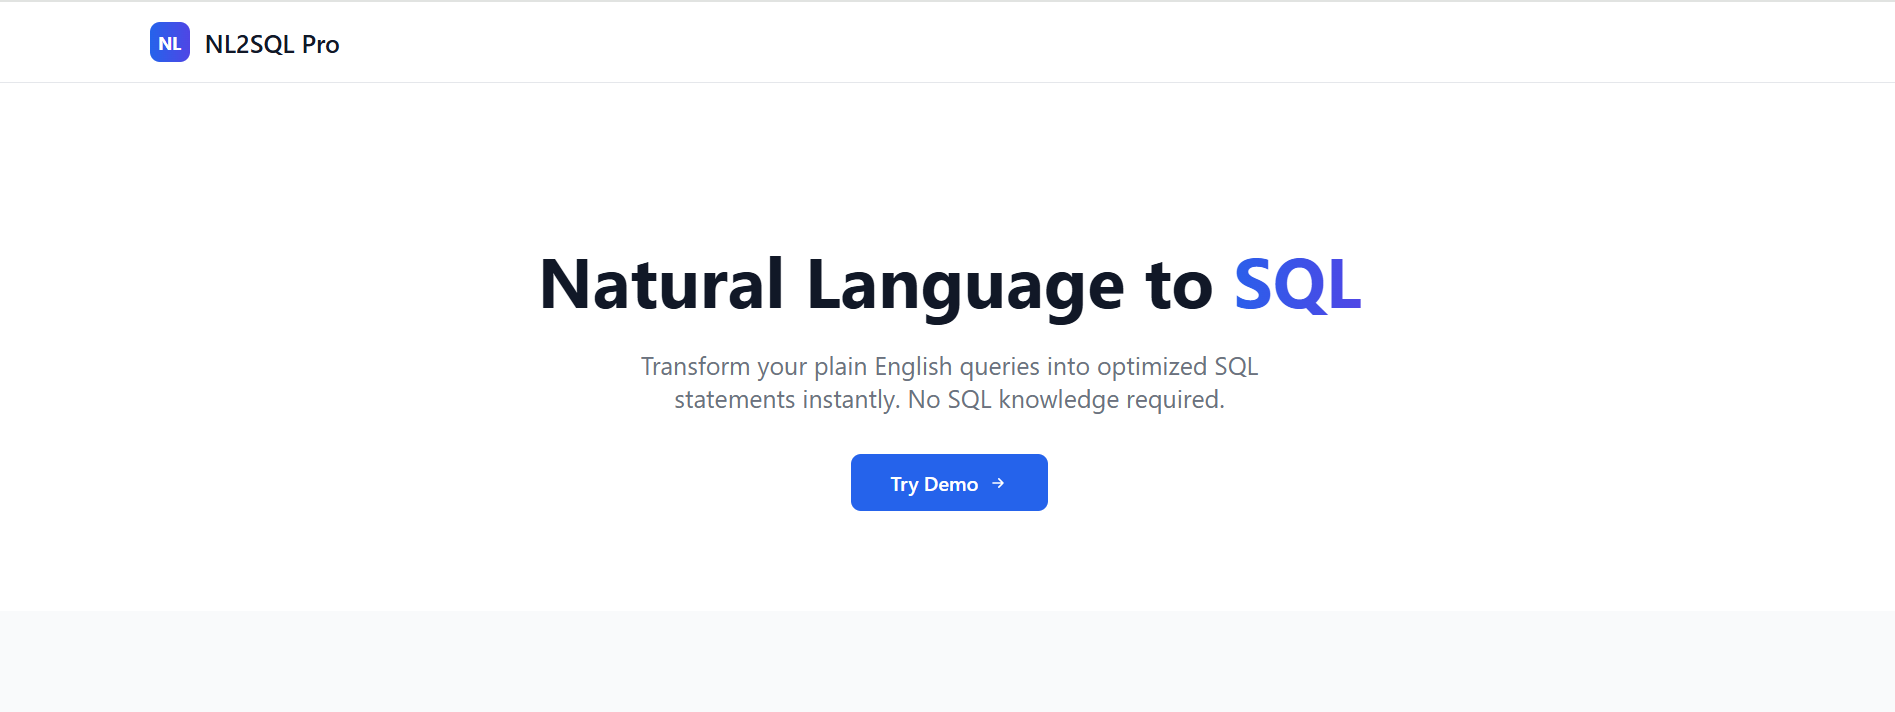 NL
NL2SQL Pro
Natural Language to SQL
Transform your plain English queries into optimized SQL
statements instantly. No SQL knowledge required.
Try Demo →